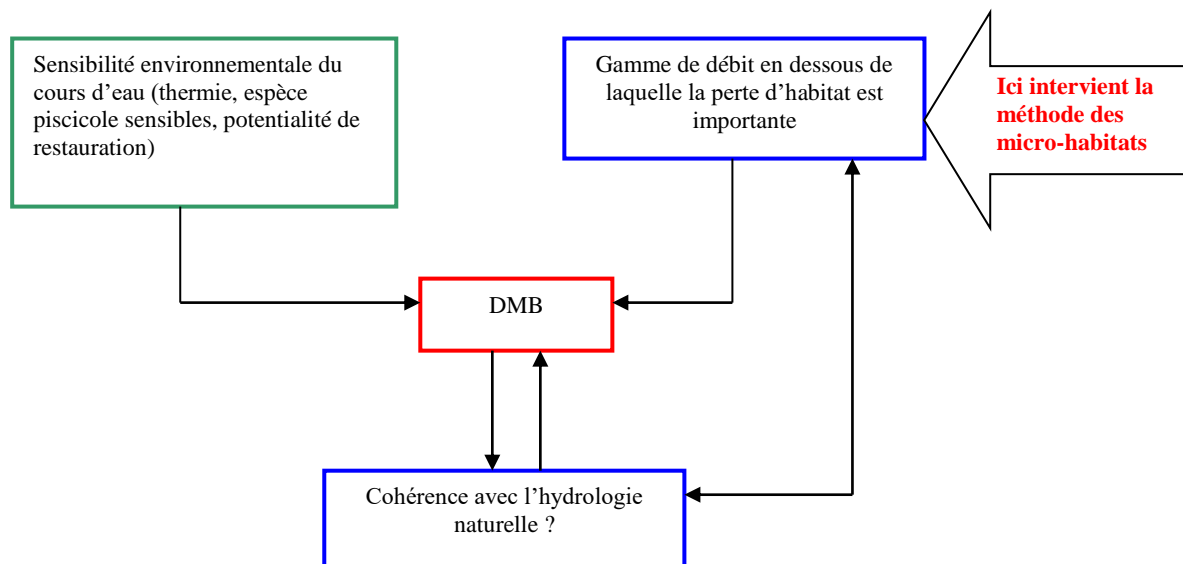 Sensibilité environnementale du
cours d’eau (thermie, espèce
piscicole sensibles, potentialité de
restauration)
Gamme de débit en dessous de
laquelle la perte d’habitat est
importante
Ici intervient la
méthode des
micro-habitats
DMB
Cohérence avec l’hydrologie
naturelle ?